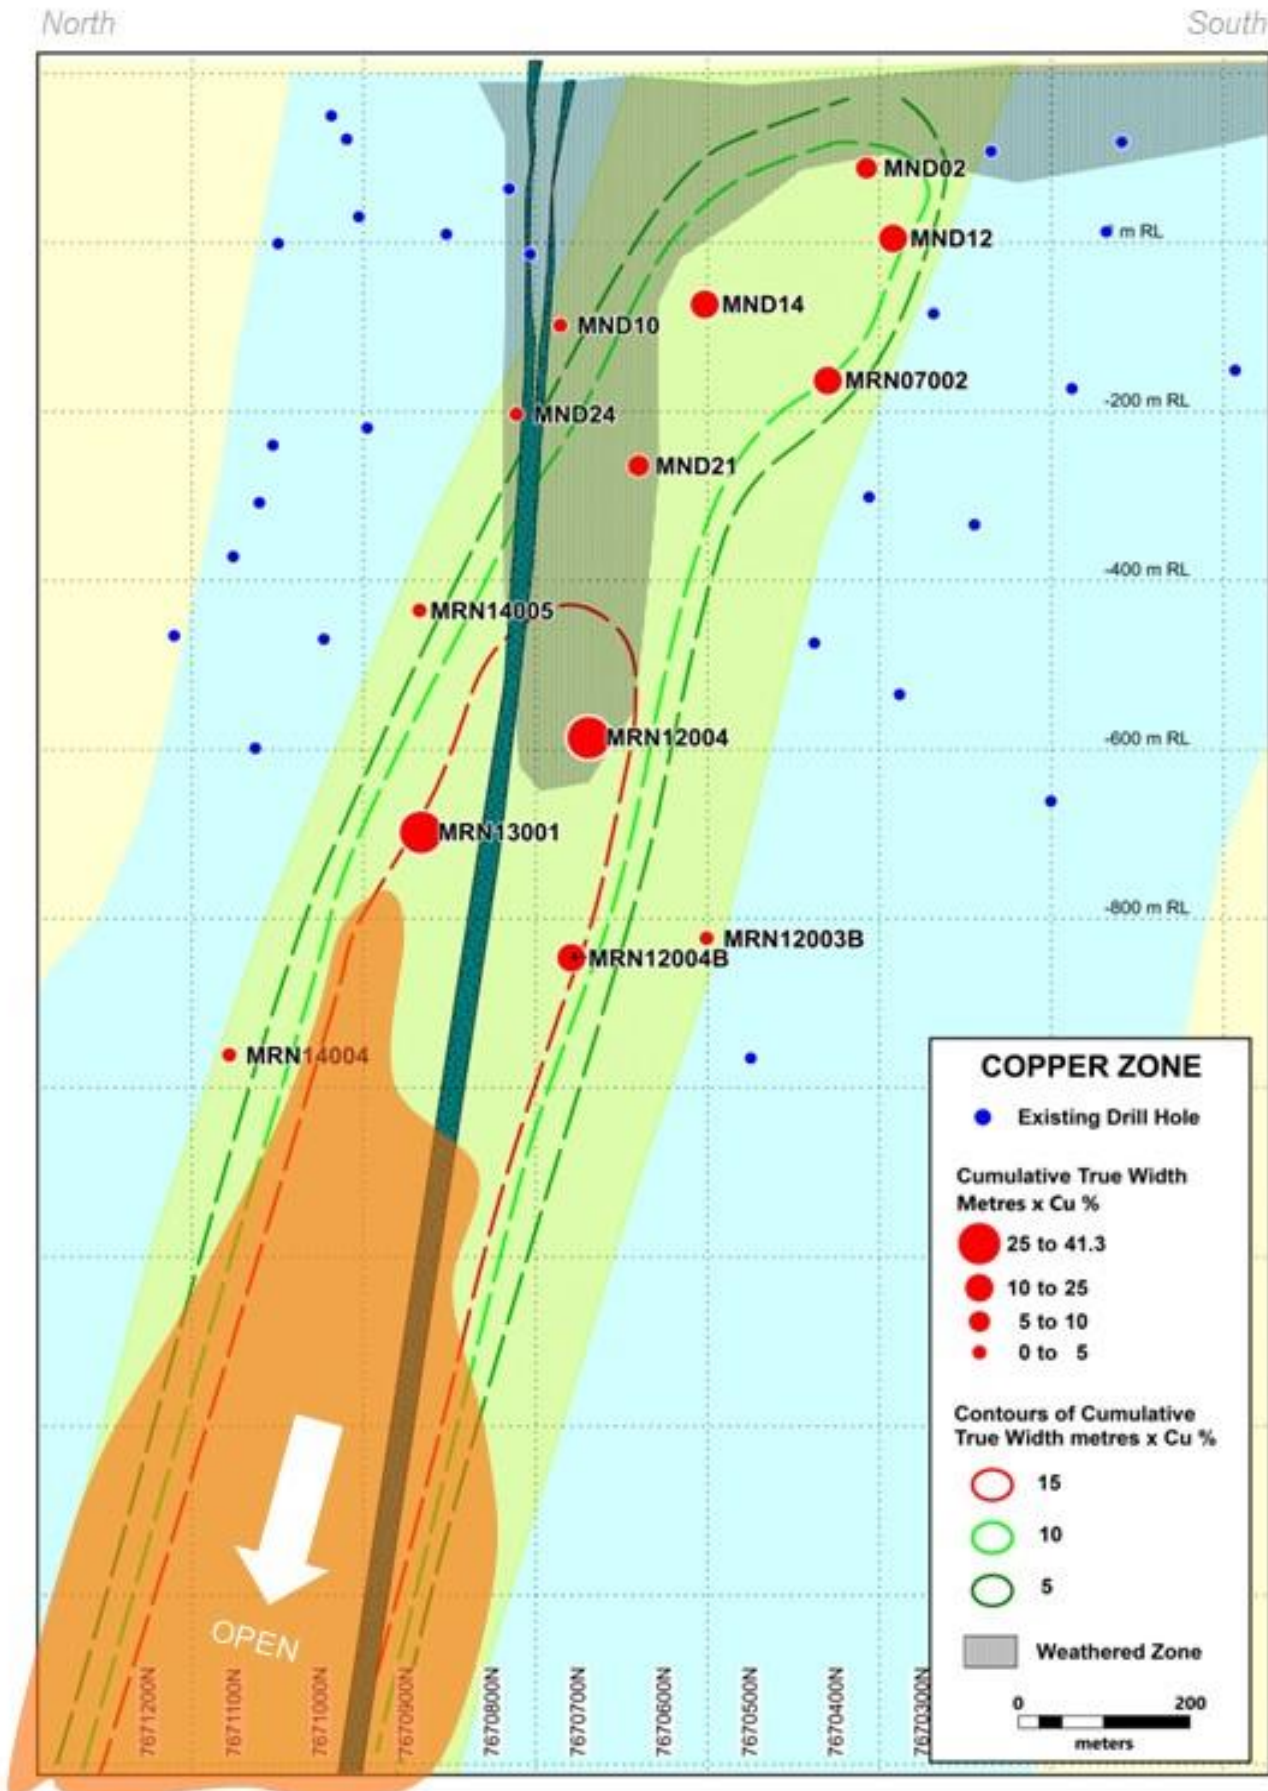 North
South
MND02
MND12
m RL
MND14
MND10
MRN07002
-200 m RL
MND24
MND21
-400 m RL
MRN14005
MRN12004
-600 m RL
MRN13001
-800 m RL
MRN12003B
MRN12004B
MRN14004
COPPER ZONE
Existing Drill Hole
Cumulative True Width
Metres x Cu %
25 to 41.3
10 to 25
5 to 10
0 to 5
Contours of Cumulative
True Width metres x Cu %
15
10
5
Weathered Zone
0 200
meters
OPEN
7671200N
7671100N
7671000N
7670900N
7670800N
7670700N
7670600N
7670500N
7670400N
7670300N